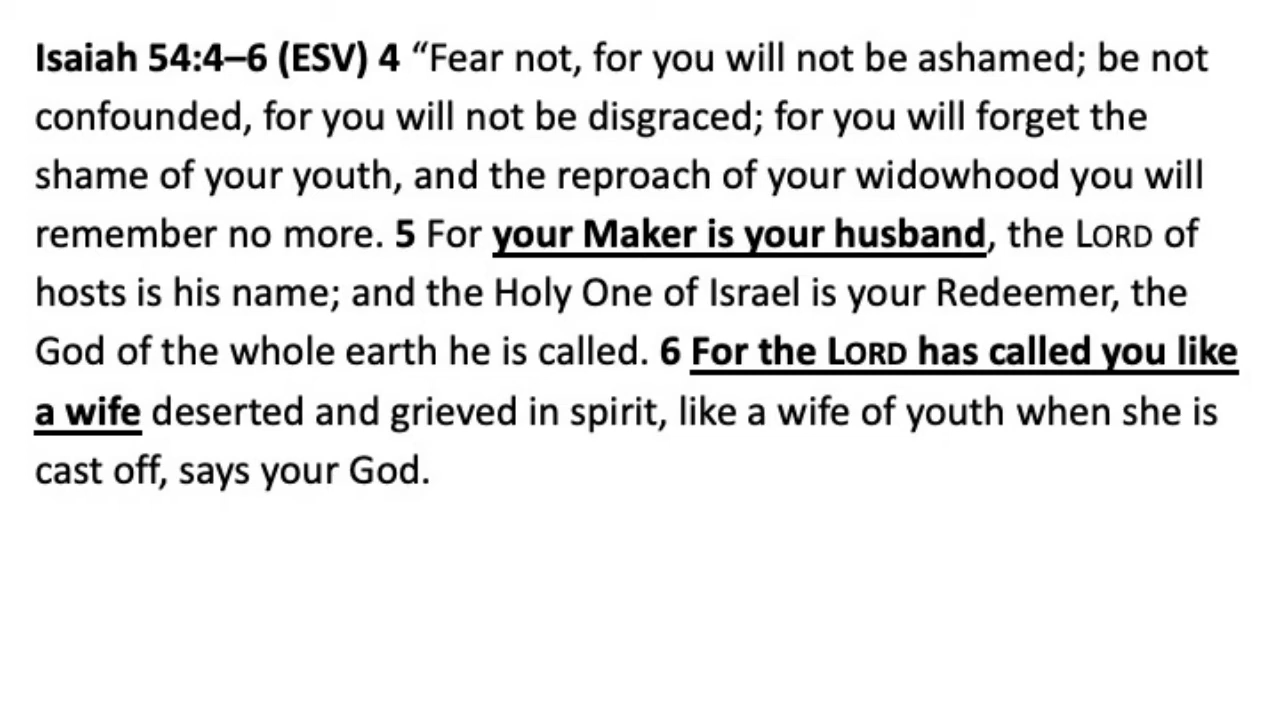 Isaiah 54:4–6 (ESV) 4 “Fear not, for you will not be ashamed; be not
confounded, for you will not be disgraced; for you will forget the
shame of your youth, and the reproach of your widowhood you will
remember no more. 5 For your Maker is your husband, the LORD of
hosts is his name; and the Holy One of Israel is your Redeemer, the
God of the whole earth he is called. 6 For the LORD has called you like
a wife deserted and grieved in spirit, like a wife of youth when she is
cast off, says your God.